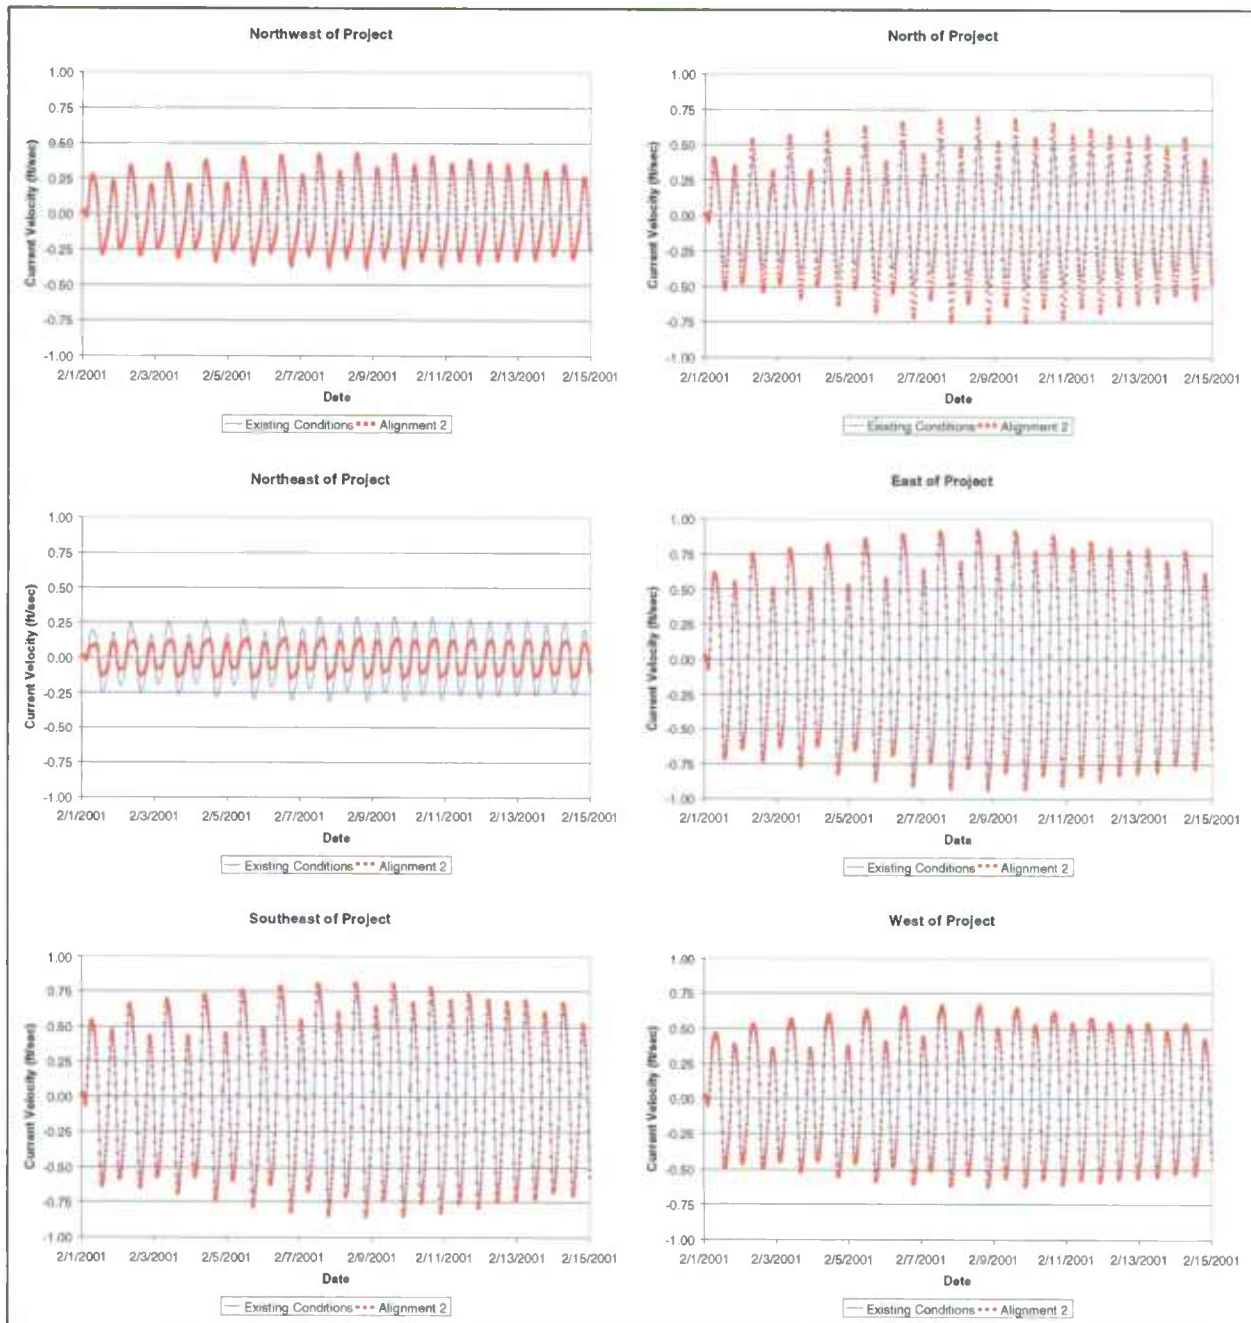 Northwest of Project
Current Velocity (ft/sec)
1.00
0.75
0.50
0.25
0.00
-0.25
-0.50
-0.75
-1.00
2/1/2001 2/3/2001 2/5/2001 2/7/2001 2/9/2001 2/11/2001 2/13/2001 2/15/2001
Date
Existing Conditions Alignment 2
North of Project
Current Velocity (ft/sec)
1.00
0.75
0.50
0.25
0.00
-0.25
-0.50
-0.75
-1.00
2/1/2001 2/3/2001 2/5/2001 2/7/2001 2/9/2001 2/11/2001 2/13/2001 2/15/2001
Date
Existing Conditions Alignment 2
Northeast of Project
Current Velocity (ft/sec)
1.00
0.75
0.50
0.25
0.00
-0.25
-0.50
-0.75
-1.00
2/1/2001 2/3/2001 2/5/2001 2/7/2001 2/9/2001 2/11/2001 2/13/2001 2/15/2001
Date
Existing Conditions Alignment 2
East of Project
Current Velocity (ft/sec)
1.00
0.75
0.50
0.25
0.00
-0.25
-0.50
-0.75
-1.00
2/1/2001 2/3/2001 2/5/2001 2/7/2001 2/9/2001 2/11/2001 2/13/2001 2/15/2001
Date
Existing Conditions Alignment 2
Southeast of Project
Current Velocity (ft/sec)
1.00
0.75
0.50
0.25
0.00
-0.25
-0.50
-0.75
-1.00
2/1/2001 2/3/2001 2/5/2001 2/7/2001 2/9/2001 2/11/2001 2/13/2001 2/15/2001
Date
Existing Conditions Alignment 2
West of Project
Current Velocity (ft/sec)
1.00
0.75
0.50
0.25
0.00
-0.25
-0.50
-0.75
-1.00
2/1/2001 2/3/2001 2/5/2001 2/7/2001 2/9/2001 2/11/2001 2/13/2001 2/15/2001
Date
Existing Conditions Alignment 2